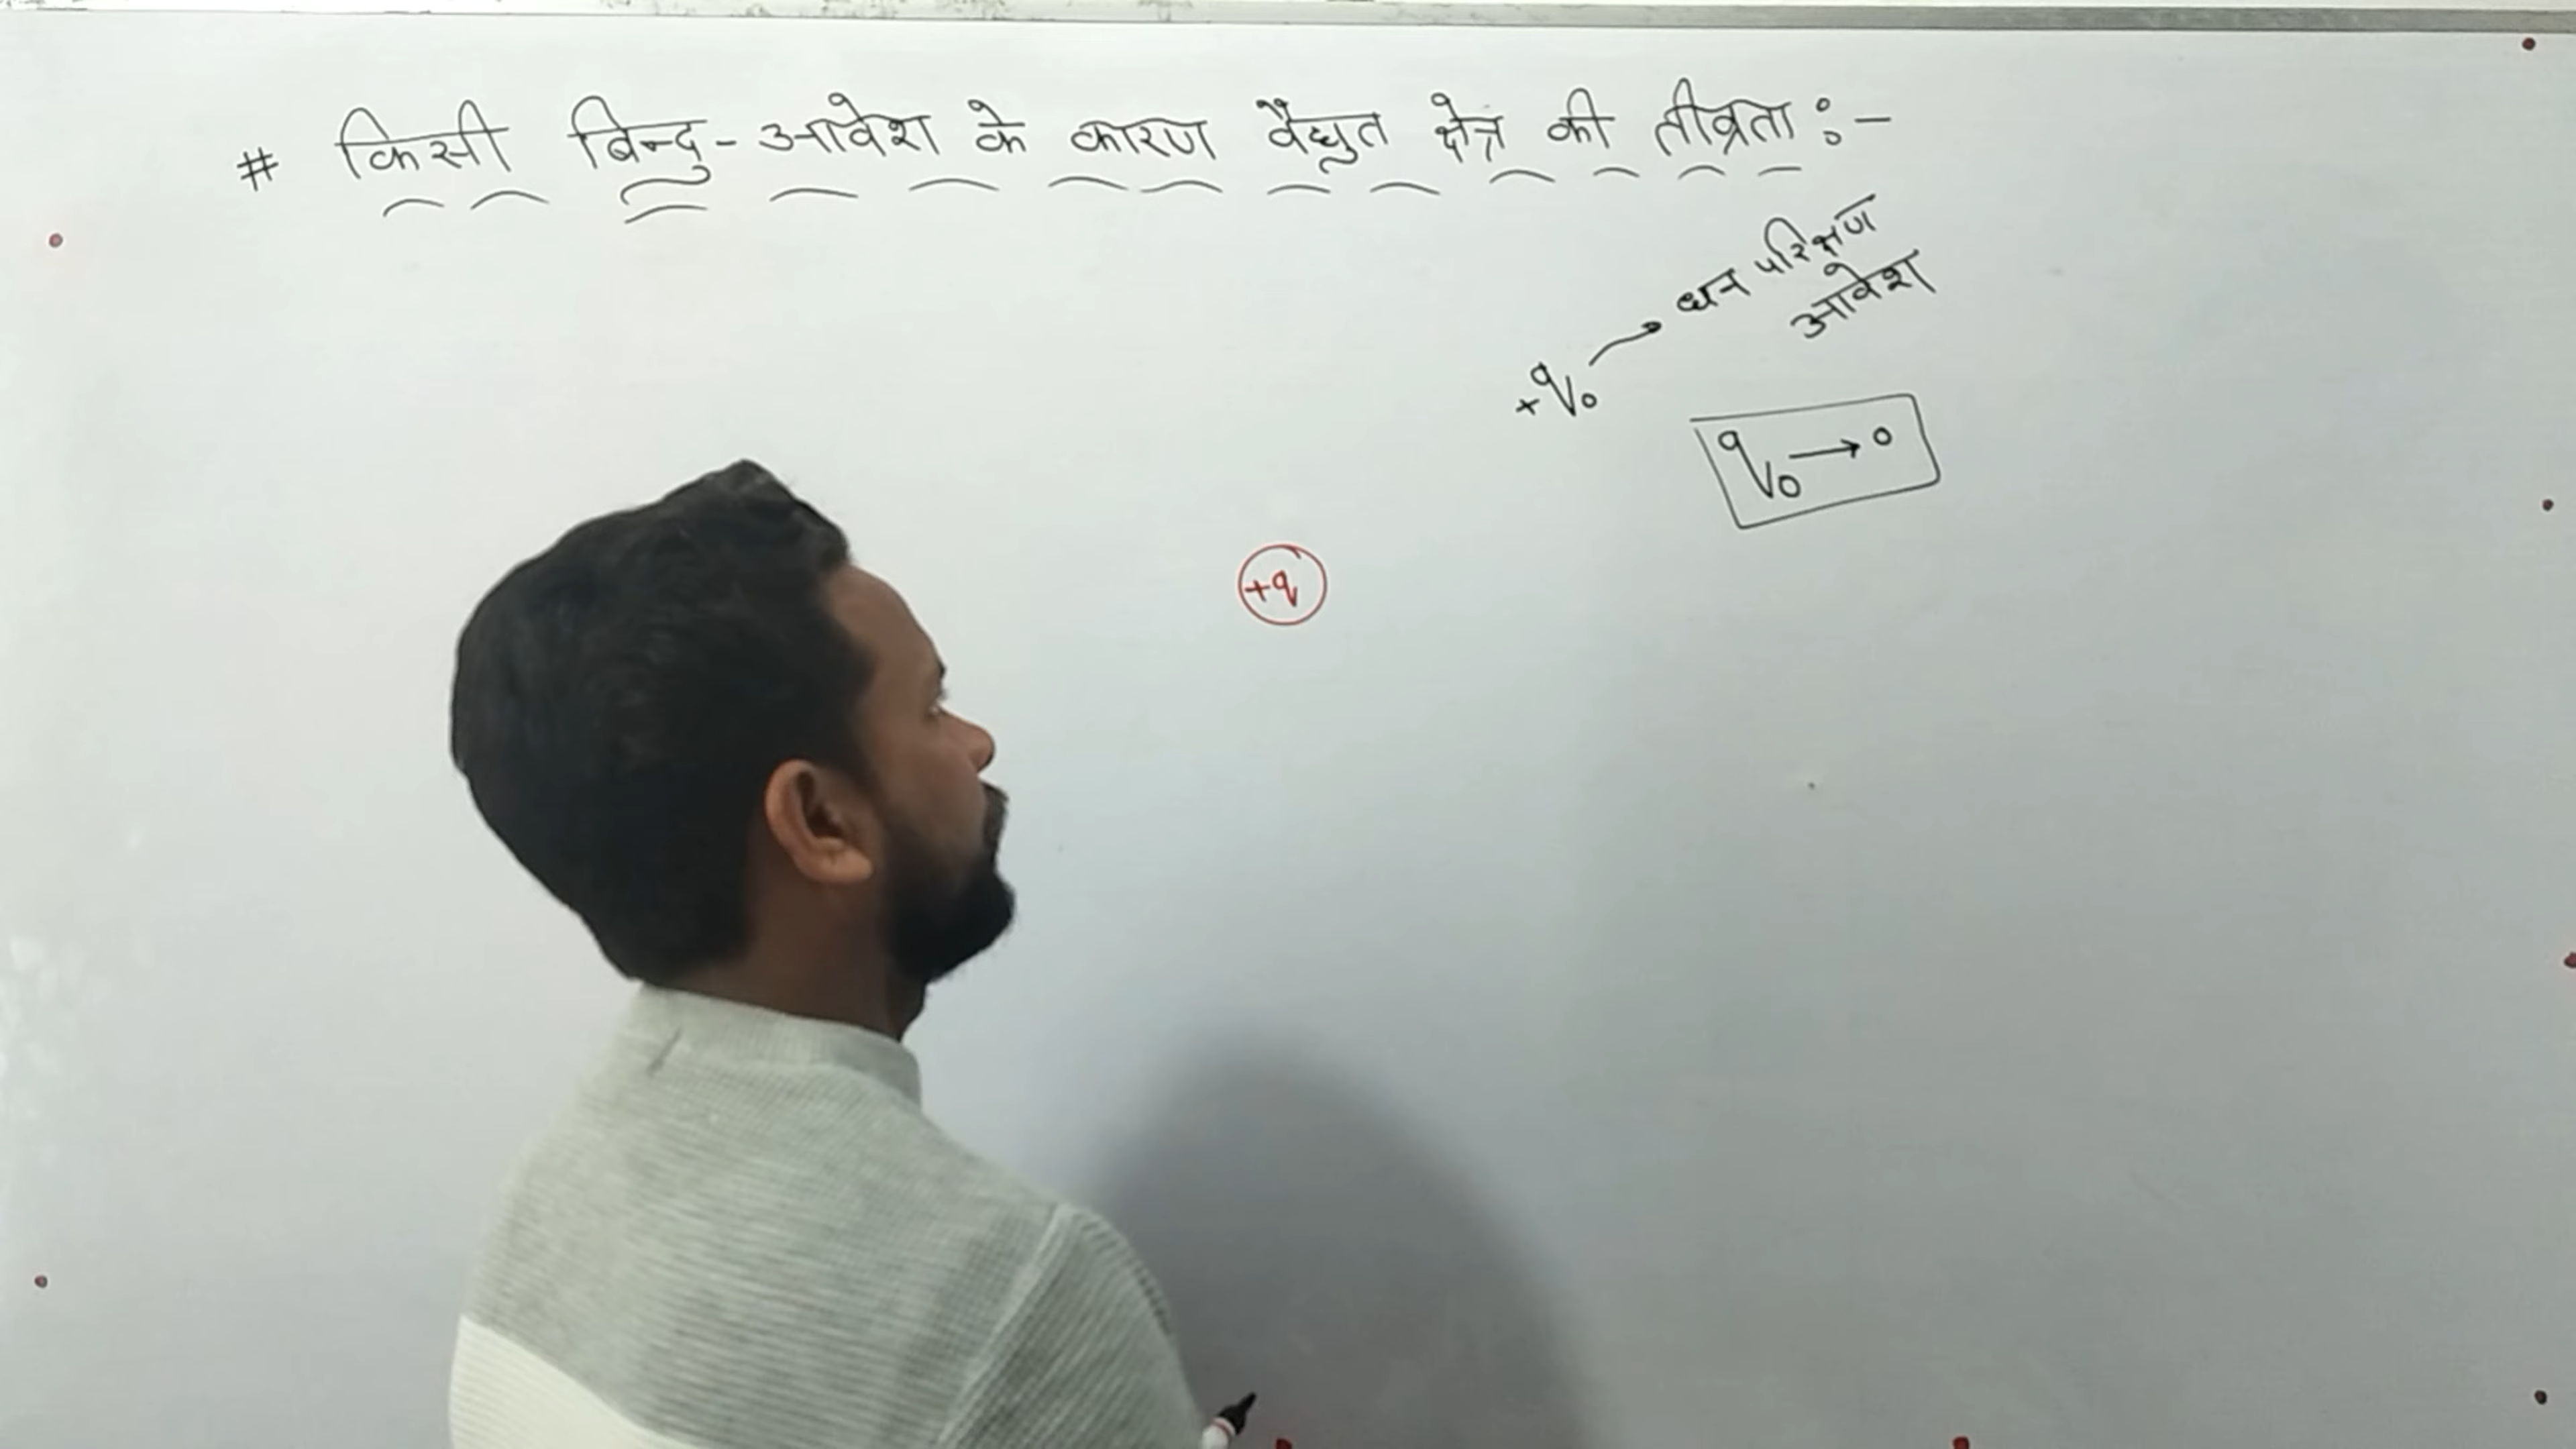 # किसी बिन्दु-आवेश के कारण वैद्युत क्षेत्र की तीव्रता :-
धन परिक्षण
आवेश
+q₀
q₀ → 0
+q